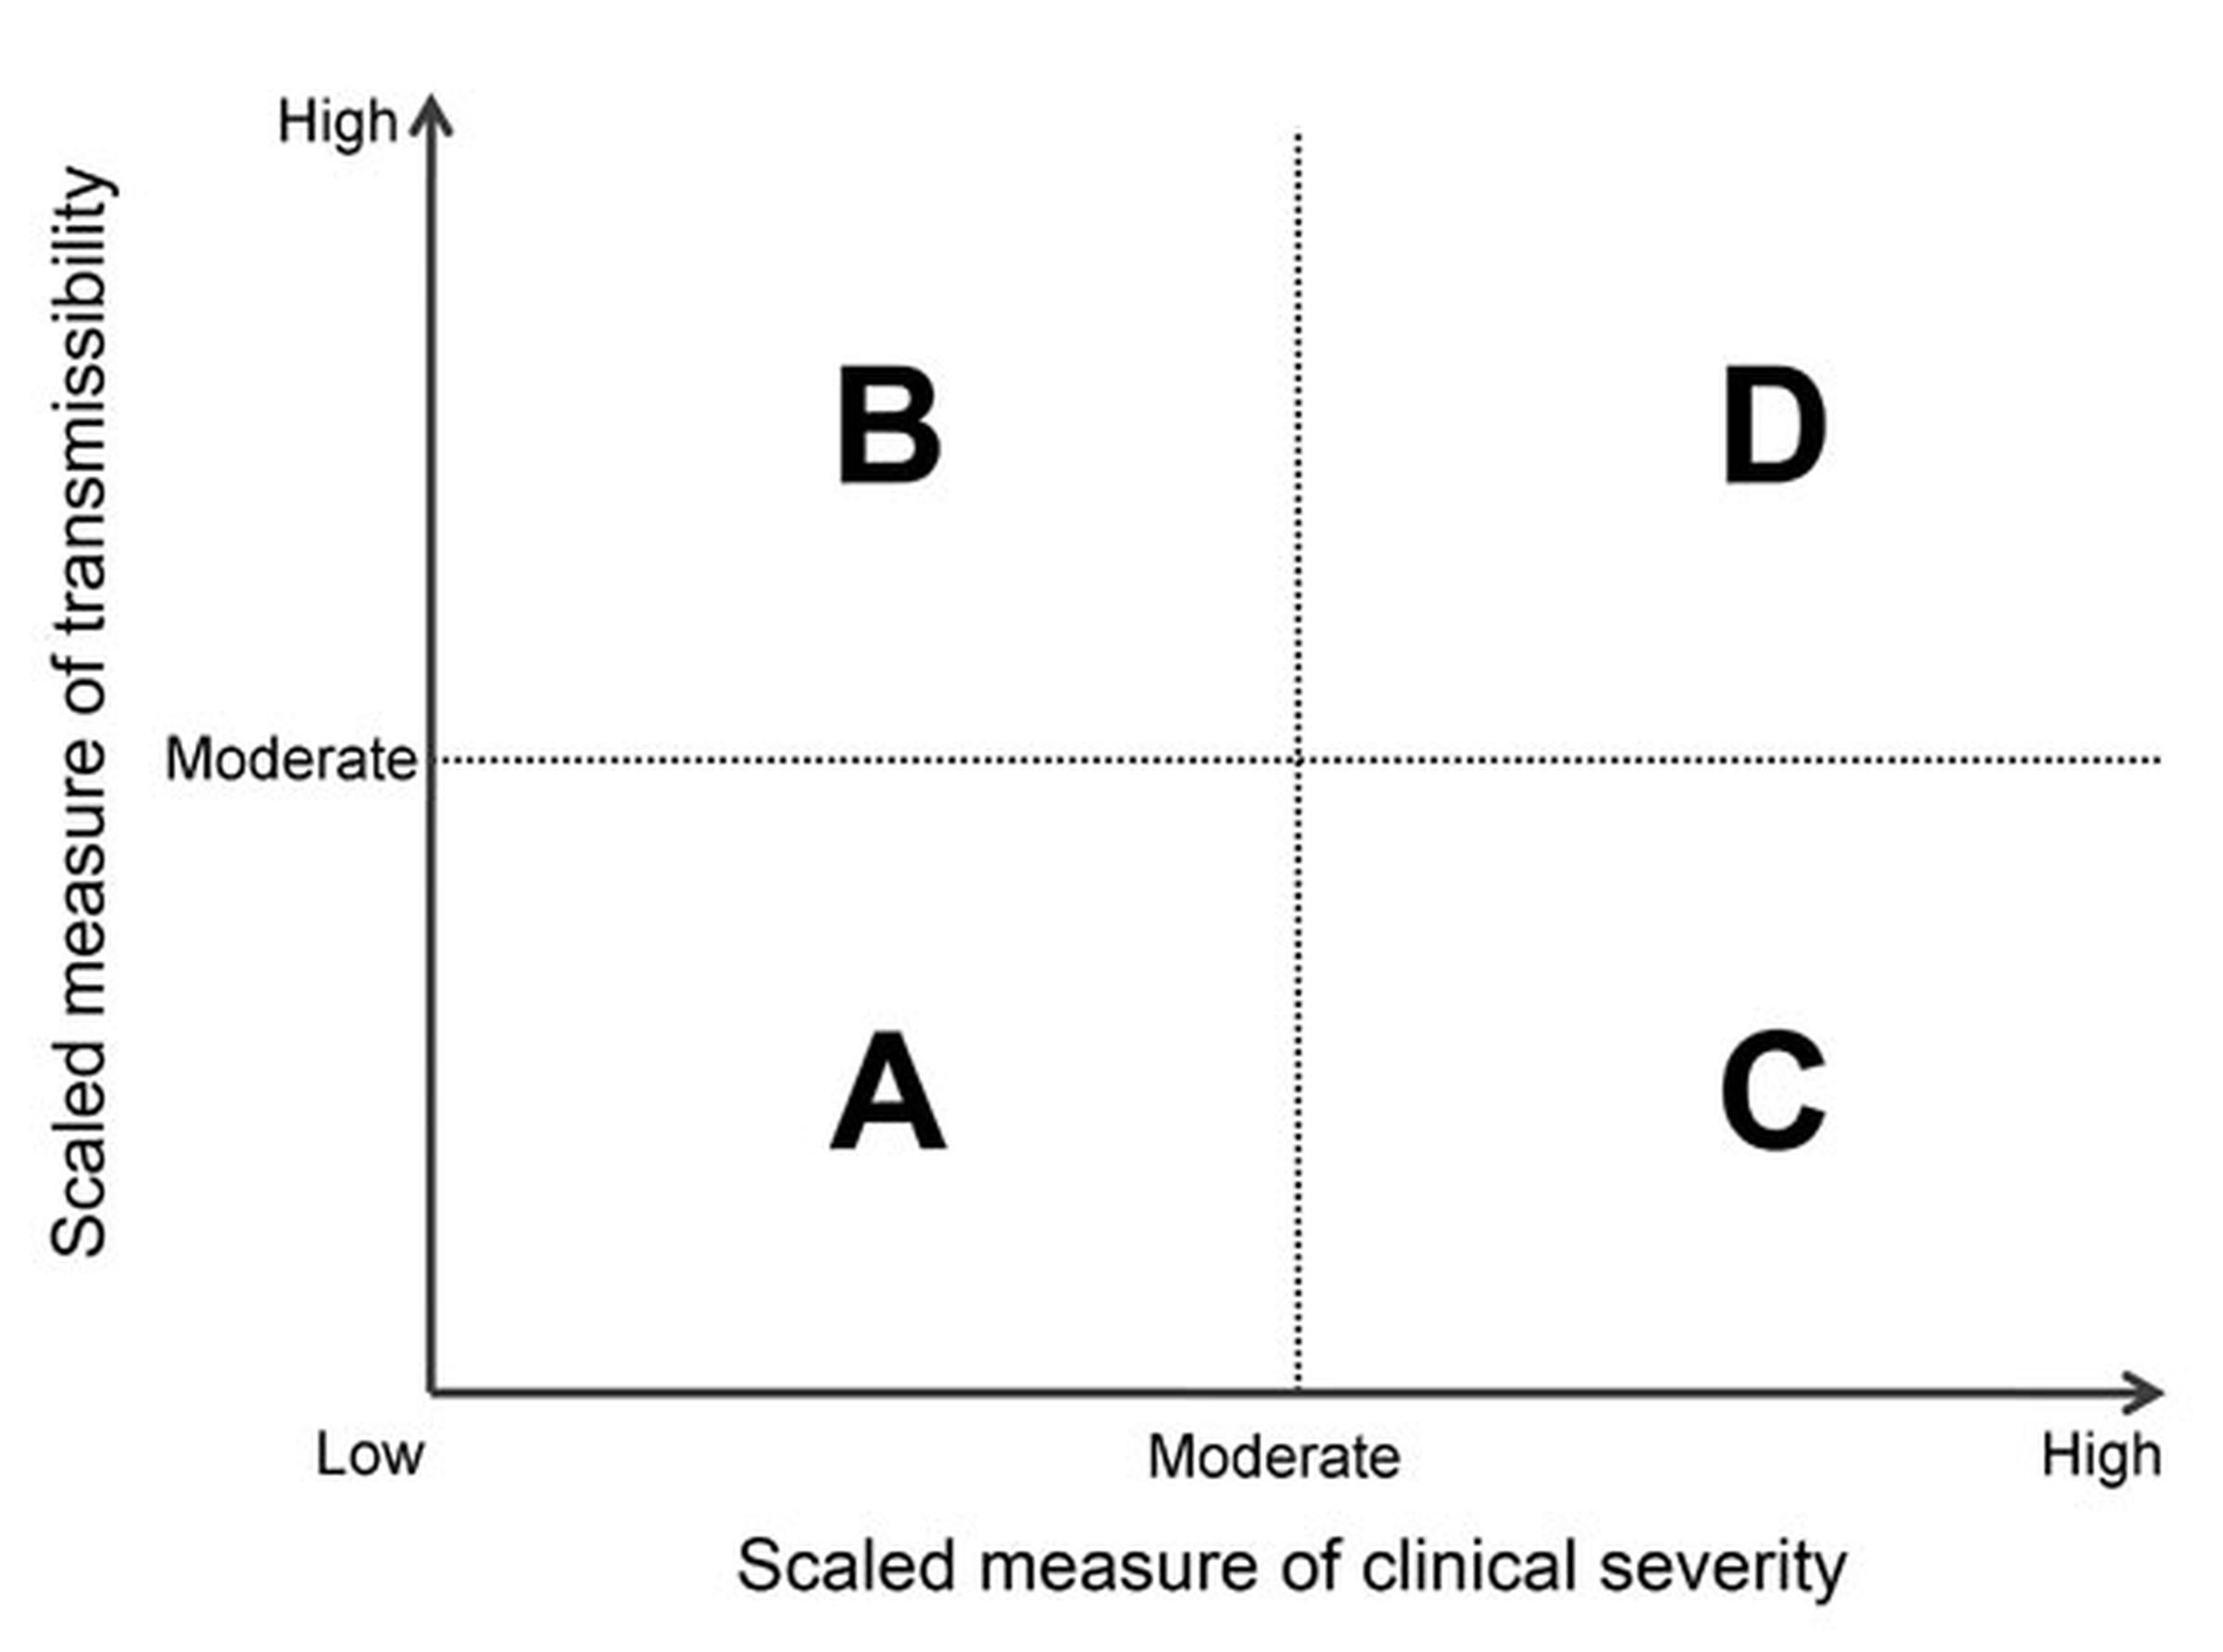 High
Scaled measure of transmissibility
B
D
Moderate
A
C
Low
Moderate
High
Scaled measure of clinical severity